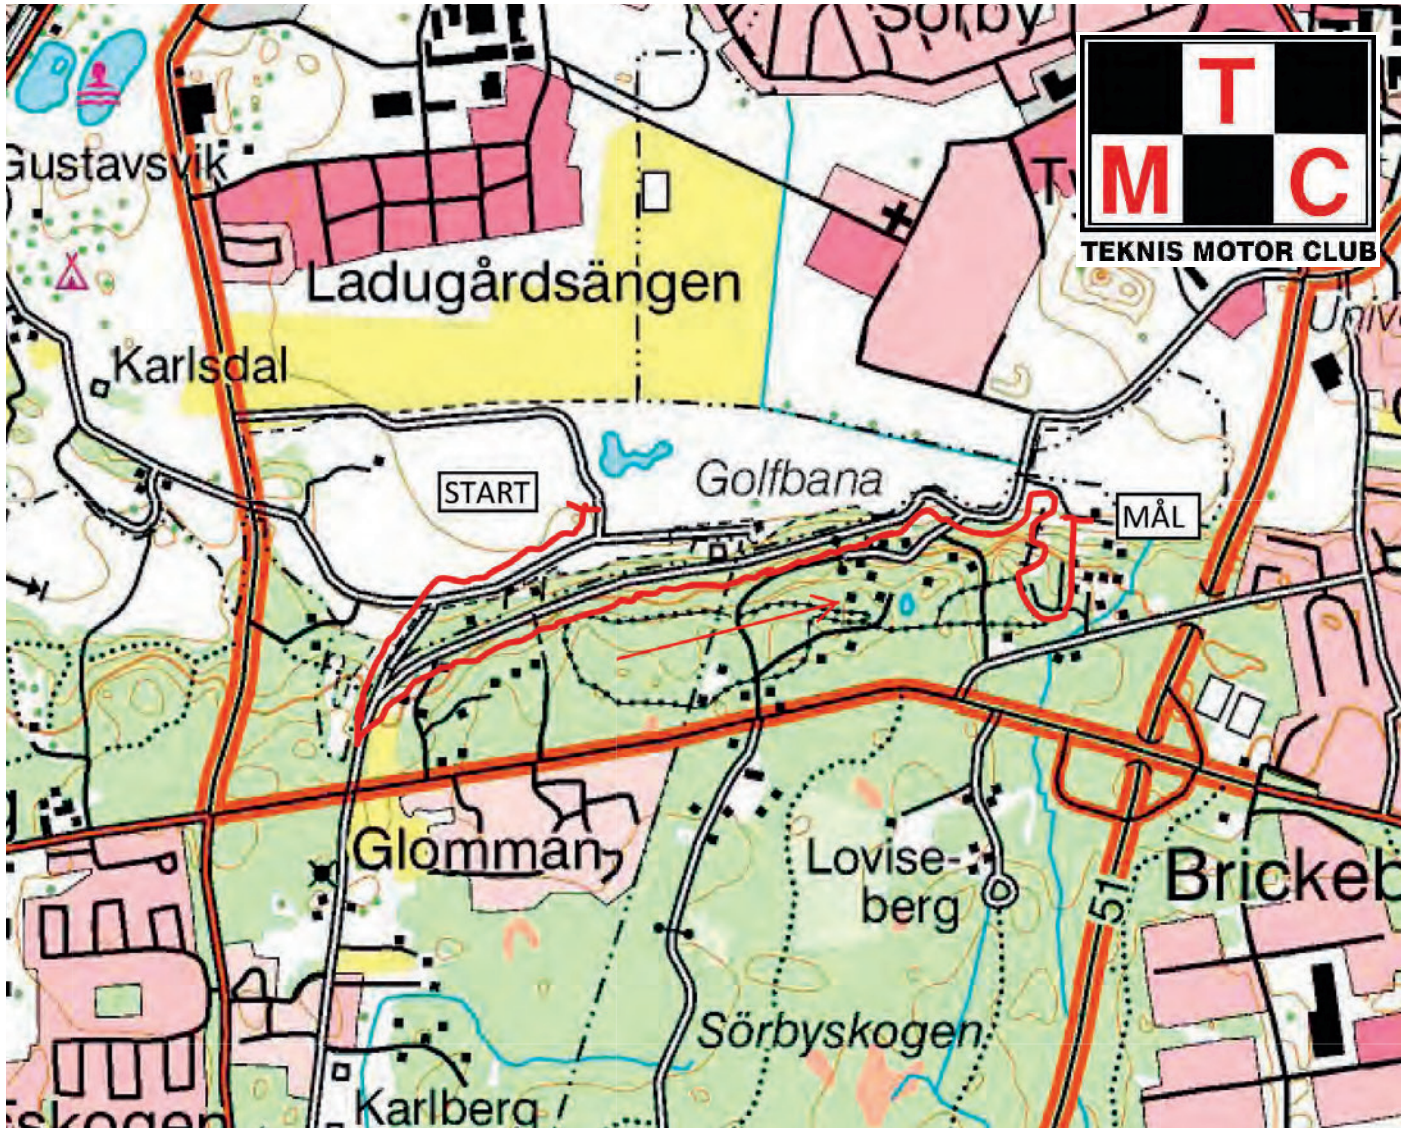 Sörby
T
M C
TEKNIS MOTOR CLUB
Gustavsvik
Ladugårdsängen
Karlsdal
START
Golfbana
MÅL
Glomman
Lovise-
berg
51
Brickeb
Sörbyskogen
Karlberg
skogen